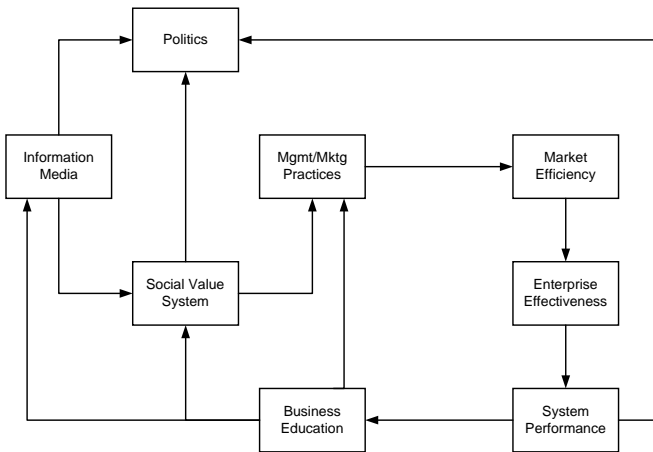 Politics
Information
Media
Mgmt/Mktg
Practices
Market
Efficiency
Social Value
System
Enterprise
Effectiveness
Business
Education
System
Performance